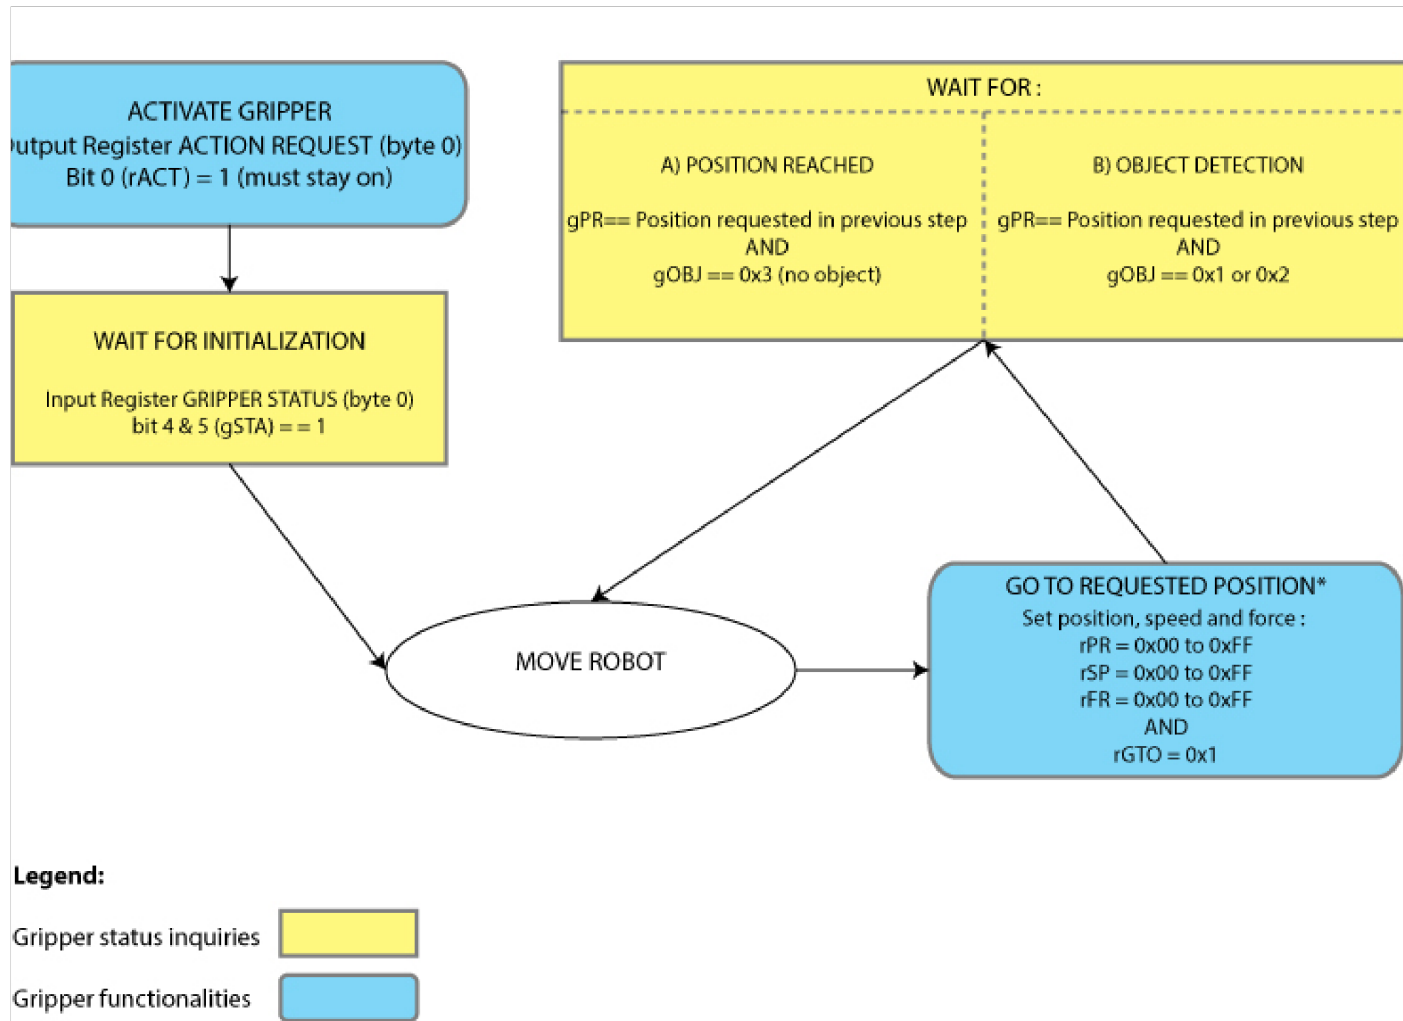 ACTIVATE GRIPPER
utput Register ACTION REQUEST (byte 0)
Bit 0 (rACT) = 1 (must stay on)
WAIT FOR INITIALIZATION
Input Register GRIPPER STATUS (byte 0)
bit 4 & 5 (gSTA) == 1
WAIT FOR :
A) POSITION REACHED
gPR== Position requested in previous step
AND
gOBJ == 0x3 (no object)
B) OBJECT DETECTION
gPR== Position requested in previous step
AND
gOBJ == 0x1 or 0x2
MOVE ROBOT
GO TO REQUESTED POSITION*
Set position, speed and force :
rPR = 0x00 to 0xFF
rSP = 0x00 to 0xFF
rFR = 0x00 to 0xFF
AND
rGTO = 0x1
Legend:
Gripper status inquiries
Gripper functionalities